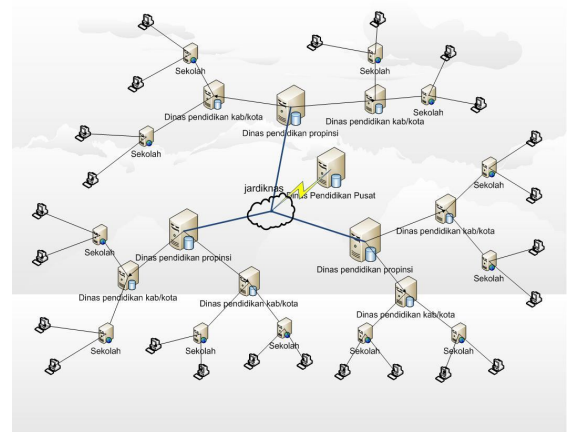 Sekolah
Sekolah
Dinas pendidikan kab/kota
Dinas pendidikan kab/kota
Sekolah
Dinas pendidikan propinsi
Sekolah
jardiknas
Dinas Pendidikan Pusat
Sekolah
Dinas pendidikan kab/kota
Sekolah
Dinas pendidikan propinsi
Dinas pendidikan propinsi
Sekolah
Dinas pendidikan kab/kota
Dinas pendidikan kab/kota
Dinas pendidikan kab/kota
Sekolah
Sekolah
Sekolah
Sekolah
Sekolah